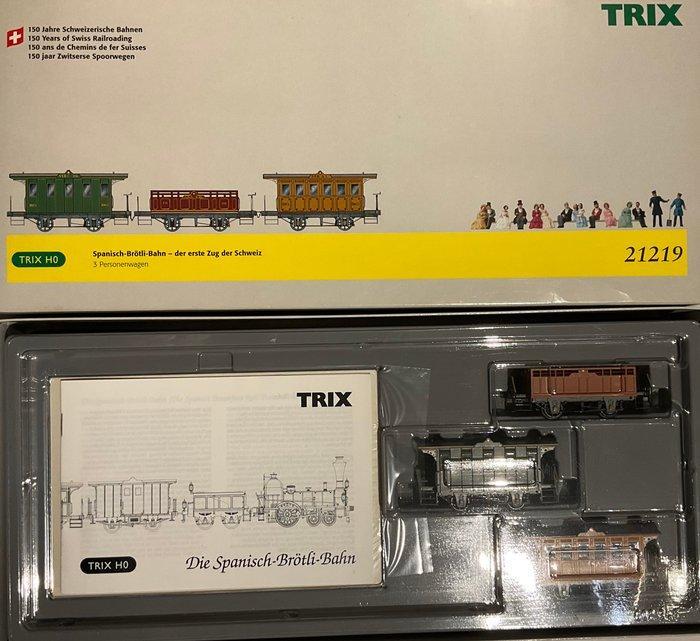 TRIX
150 Jahre Schweizerische Bahnen
150 Years of Swiss Railroading
150 ans de Chemins de fer Suisses
150 jaar Zwitserse Spoorwegen
TRIX H0
Spanisch-Brötli-Bahn – der erste Zug der Schweiz
3 Personenwagen
21219
TRIX
TRIX H0
Die Spanisch-Brötli-Bahn